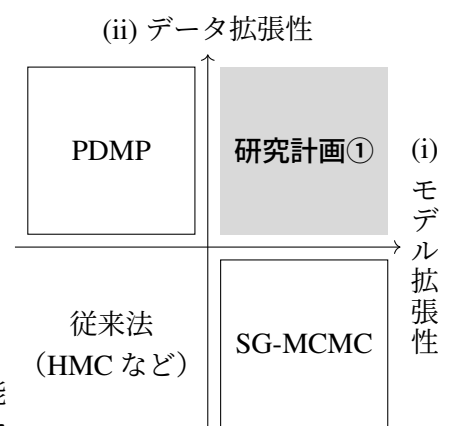 (ii) データ拡張性
PDMP
研究計画①
(i)
モデル拡張性
従来法
（HMC など）
SG-MCMC
能